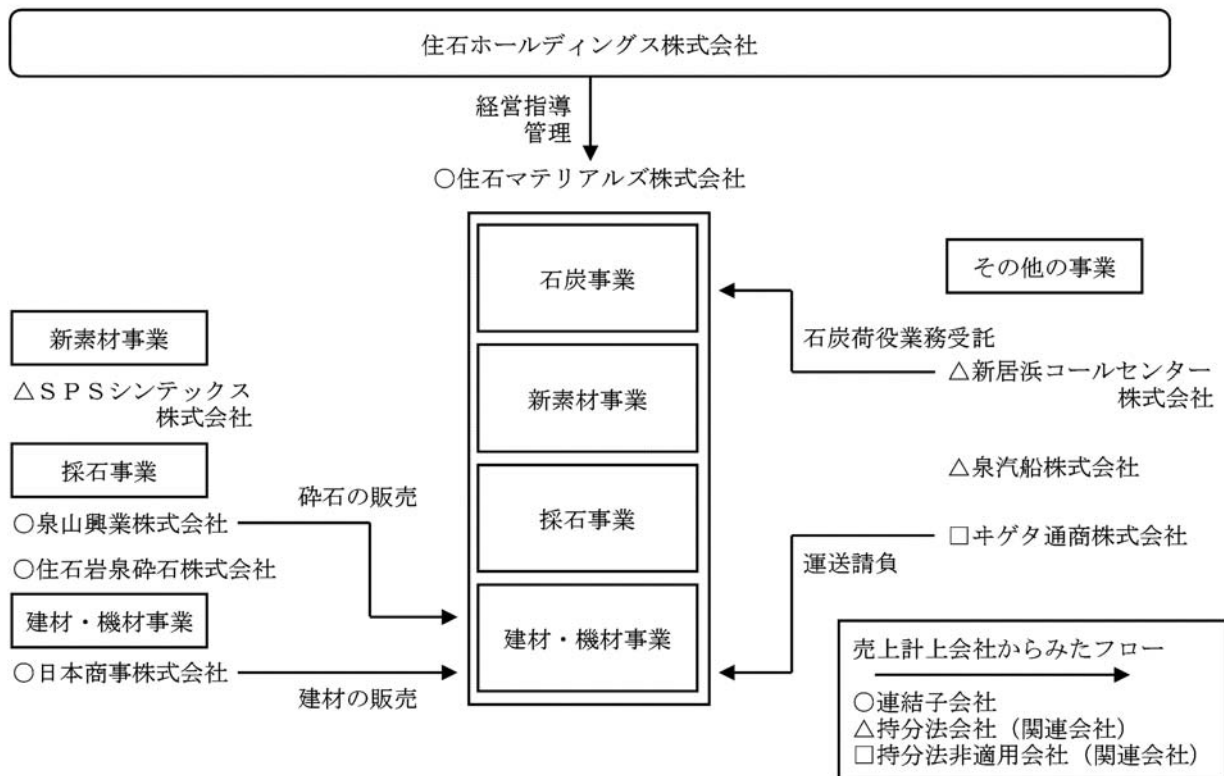 住石ホールディングス株式会社
経営指導
管理
○住石マテリアルズ株式会社
石炭事業
新素材事業
採石事業
建材・機材事業
新素材事業
△ＳＰＳシンテックス
株式会社
採石事業
○泉山興業株式会社
砕石の販売
○住石岩泉砕石株式会社
建材・機材事業
○日本商事株式会社
建材の販売
その他の事業
石炭荷役業務受託
△新居浜コールセンター
株式会社
△泉汽船株式会社
□ヰゲタ通商株式会社
運送請負
売上計上会社からみたフロー
○連結子会社
△持分法会社（関連会社）
□持分法非適用会社（関連会社）